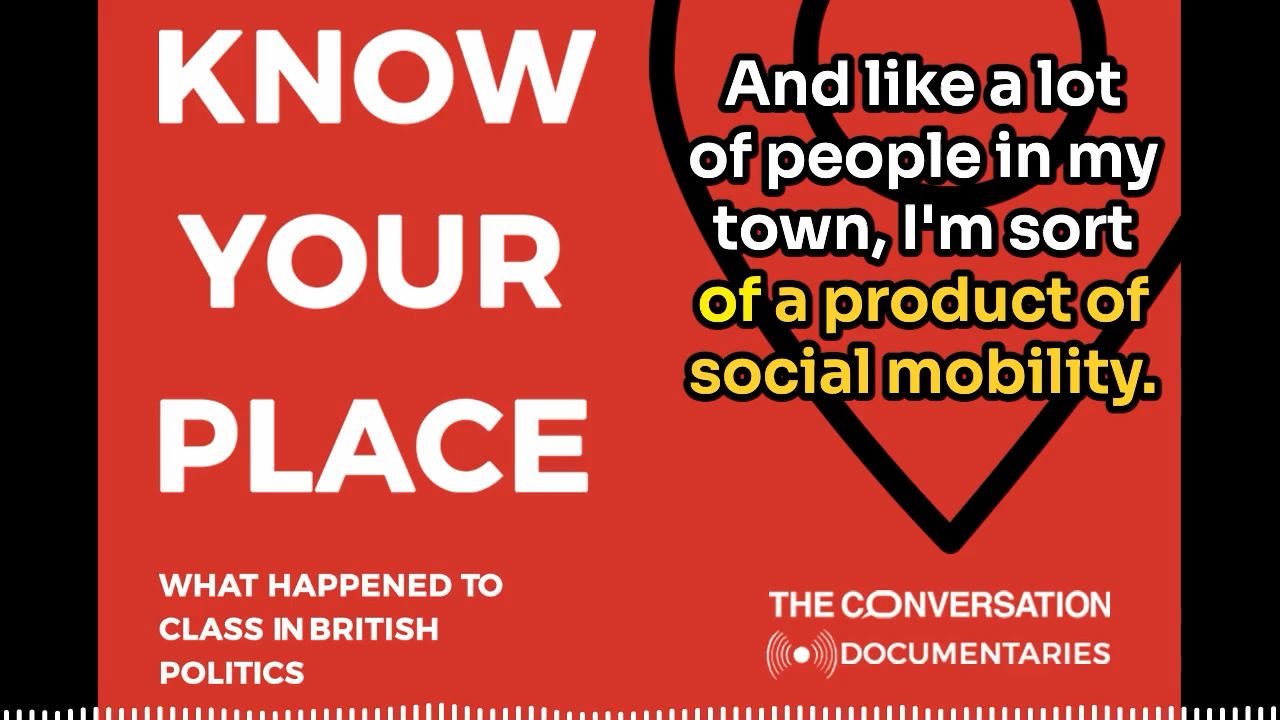 KNOW
YOUR
PLACE
WHAT HAPPENED TO
CLASS IN BRITISH
POLITICS
And like a lot
of people in my
town, I'm sort
of a product of
social mobility.
THE CONVERSATION
DOCUMENTARIES